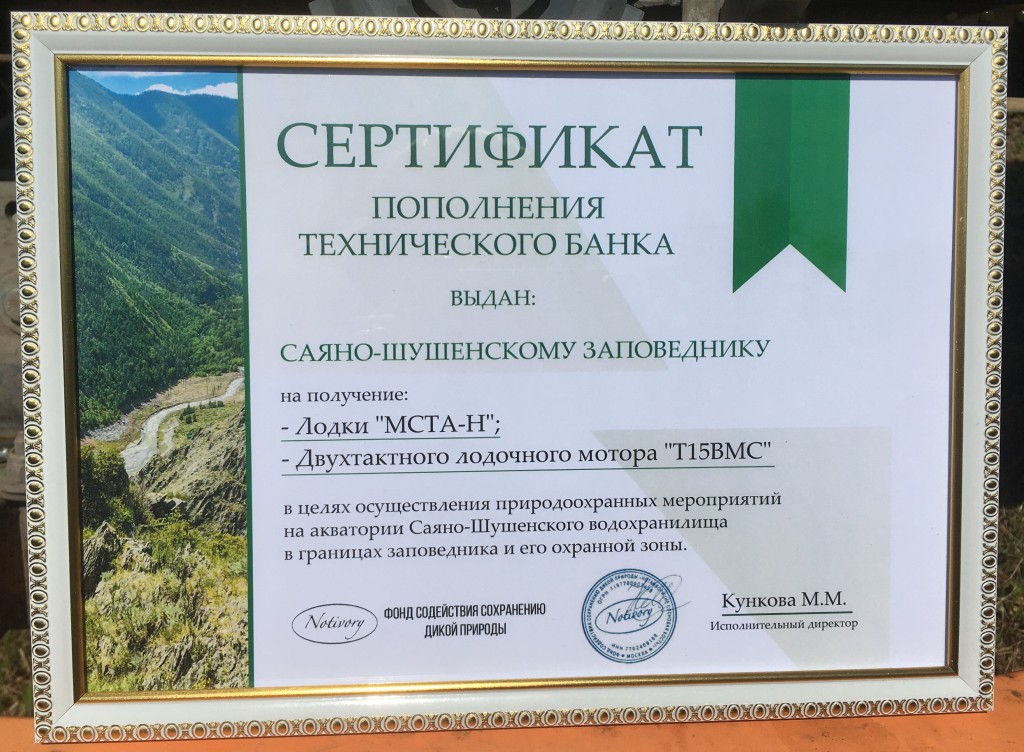 СЕРТИФИКАТ
ПОПОЛНЕНИЯ
ТЕХНИЧЕСКОГО БАНКА
ВЫДАН:
САЯНО-ШУШЕНСКОМУ ЗАПОВЕДНИКУ
на получение:
- Лодки "МСТА-Н";
- Двухтактного лодочного мотора "Т15BMC"
в целях осуществления природоохранных мероприятий
на акватории Саяно-Шушенского водохранилища
в границах заповедника и его охранной зоны.
Notivory
ФОНД СОДЕЙСТВИЯ СОХРАНЕНИЮ
ДИКОЙ ПРИРОДЫ
Notivory
МОСКВА
Кункова М.М.
Исполнительный директор